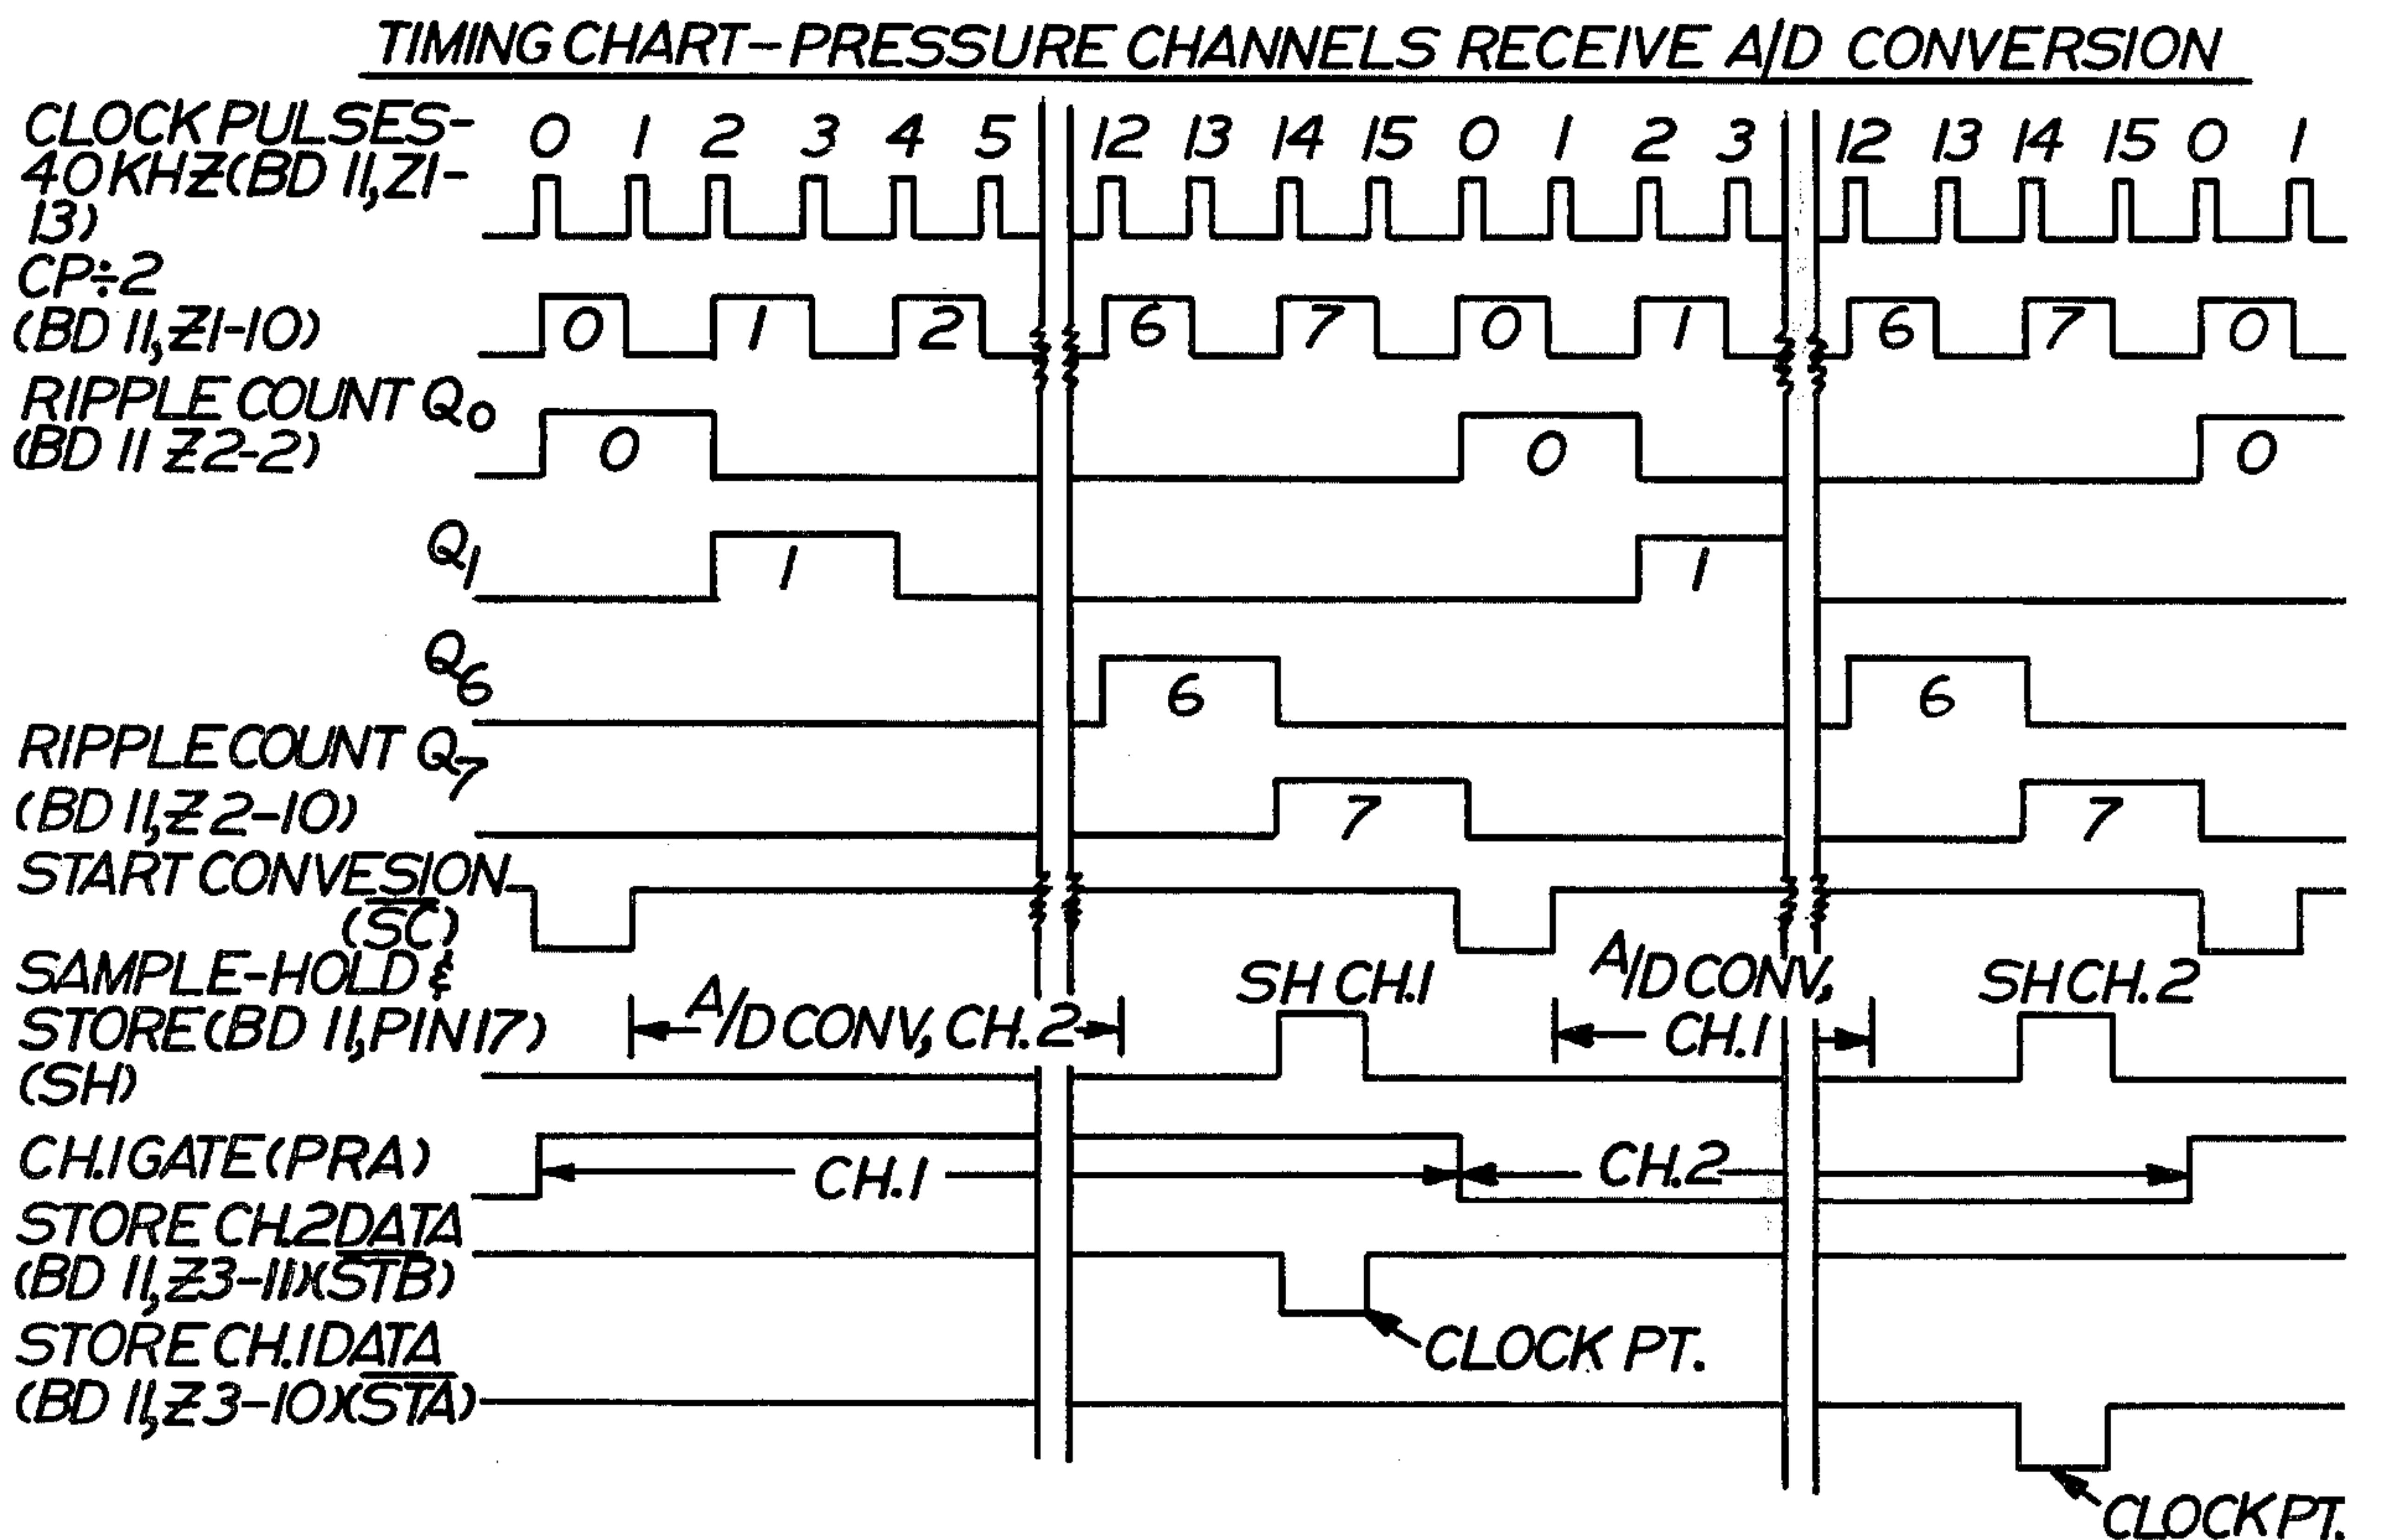 TIMING CHART-PRESSURE CHANNELS RECEIVE A/D CONVERSION
CLOCK PULSES- 0 1 2 3 4 5 12 13 14 15 0 1 2 3 12 13 14 15 0 1
40KHZ(BD 11,Z1-
13)
CP÷2
(BD 11,Z1-10) 0 1 2 6 7 0 1 6 7 0
RIPPLE COUNT Q0
(BD 11 Z2-2) 0 0 0
Q1 1 1
Q6 6 6
RIPPLE COUNT Q7
(BD 11,Z2-10) 7 7
START CONVESION
(S̅C̅)
SAMPLE-HOLD & SH CH.1 A/D CONV, SH CH.2
STORE(BD 11,PIN 17) A/D CONV, CH.2 CH.1
(SH)
CH.1 GATE(PRA) CH.1 CH.2
STORE CH.2 DATA
(BD 11,Z3-11)(S̅T̅B̅)
CLOCK PT.
STORE CH.1 DATA
(BD 11,Z3-10)(S̅T̅A̅)
CLOCK PT.